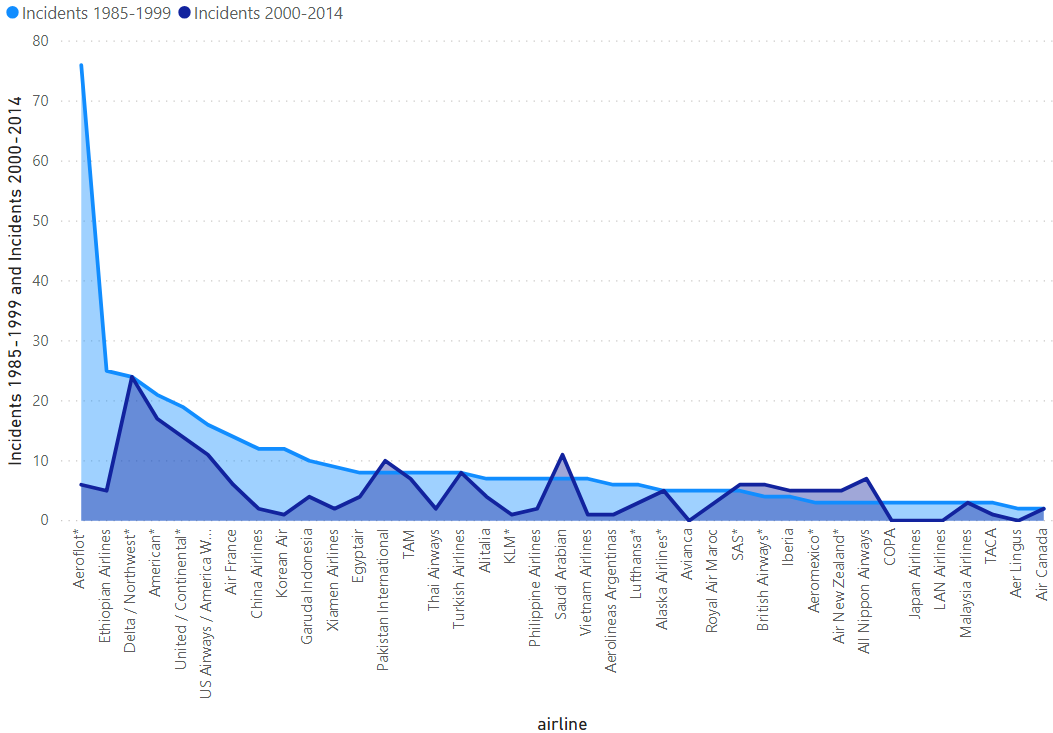 Incidents 1985-1999 Incidents 2000-2014
Incidents 1985-1999 and Incidents 2000-2014
80
70
60
50
40
30
20
10
0
Aeroflot*
Ethiopian Airlines
Delta / Northwest*
American*
United / Continental*
US Airways / America W...
Air France
China Airlines
Korean Air
Garuda Indonesia
Xiamen Airlines
Egyptair
Pakistan International
TAM
Thai Airways
Turkish Airlines
Alitalia
KLM*
Philippine Airlines
Saudi Arabian
Vietnam Airlines
Aerolineas Argentinas
Lufthansa*
Alaska Airlines*
Avianca
Royal Air Maroc
SAS*
British Airways*
Iberia
Aeromexico*
Air New Zealand*
All Nippon Airways
COPA
Japan Airlines
LAN Airlines
Malaysia Airlines
TACA
Aer Lingus
Air Canada
airline